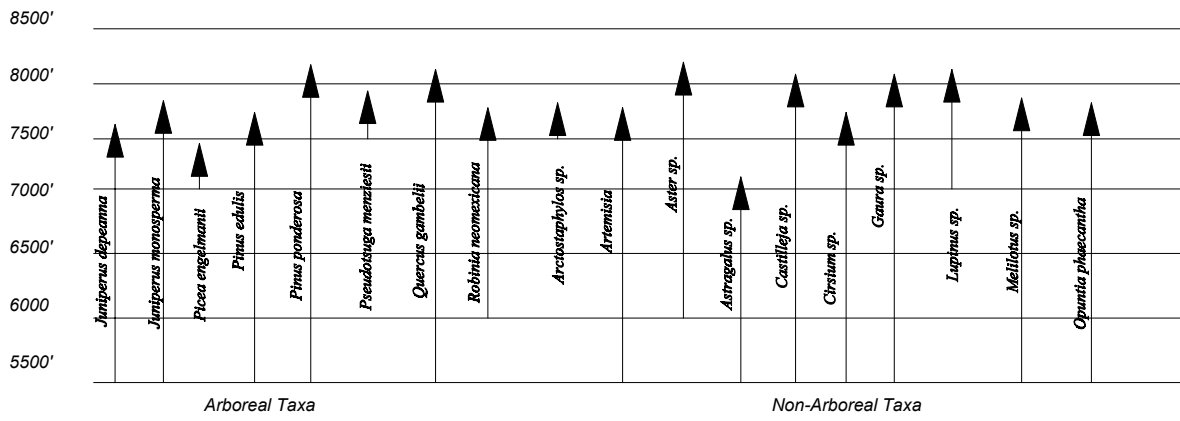 8500'
8000'
7500'
7000'
6500'
6000
5500'
Juniperus depeanna
Juniperus monosperma
Picea engelmanii
Pinus edulis
Pinus ponderosa
Pseudotsuga menziesii
Quercus gambelii
Robinia neomexicana
Arctostaphylos sp.
Artemisia
Aster sp.
Astragalus sp.
Castilleja sp.
Cirsium sp.
Gaura sp.
Lupinus sp.
Melilotus sp.
Opuntia phaecantha
Arboreal Taxa
Non-Arboreal Taxa